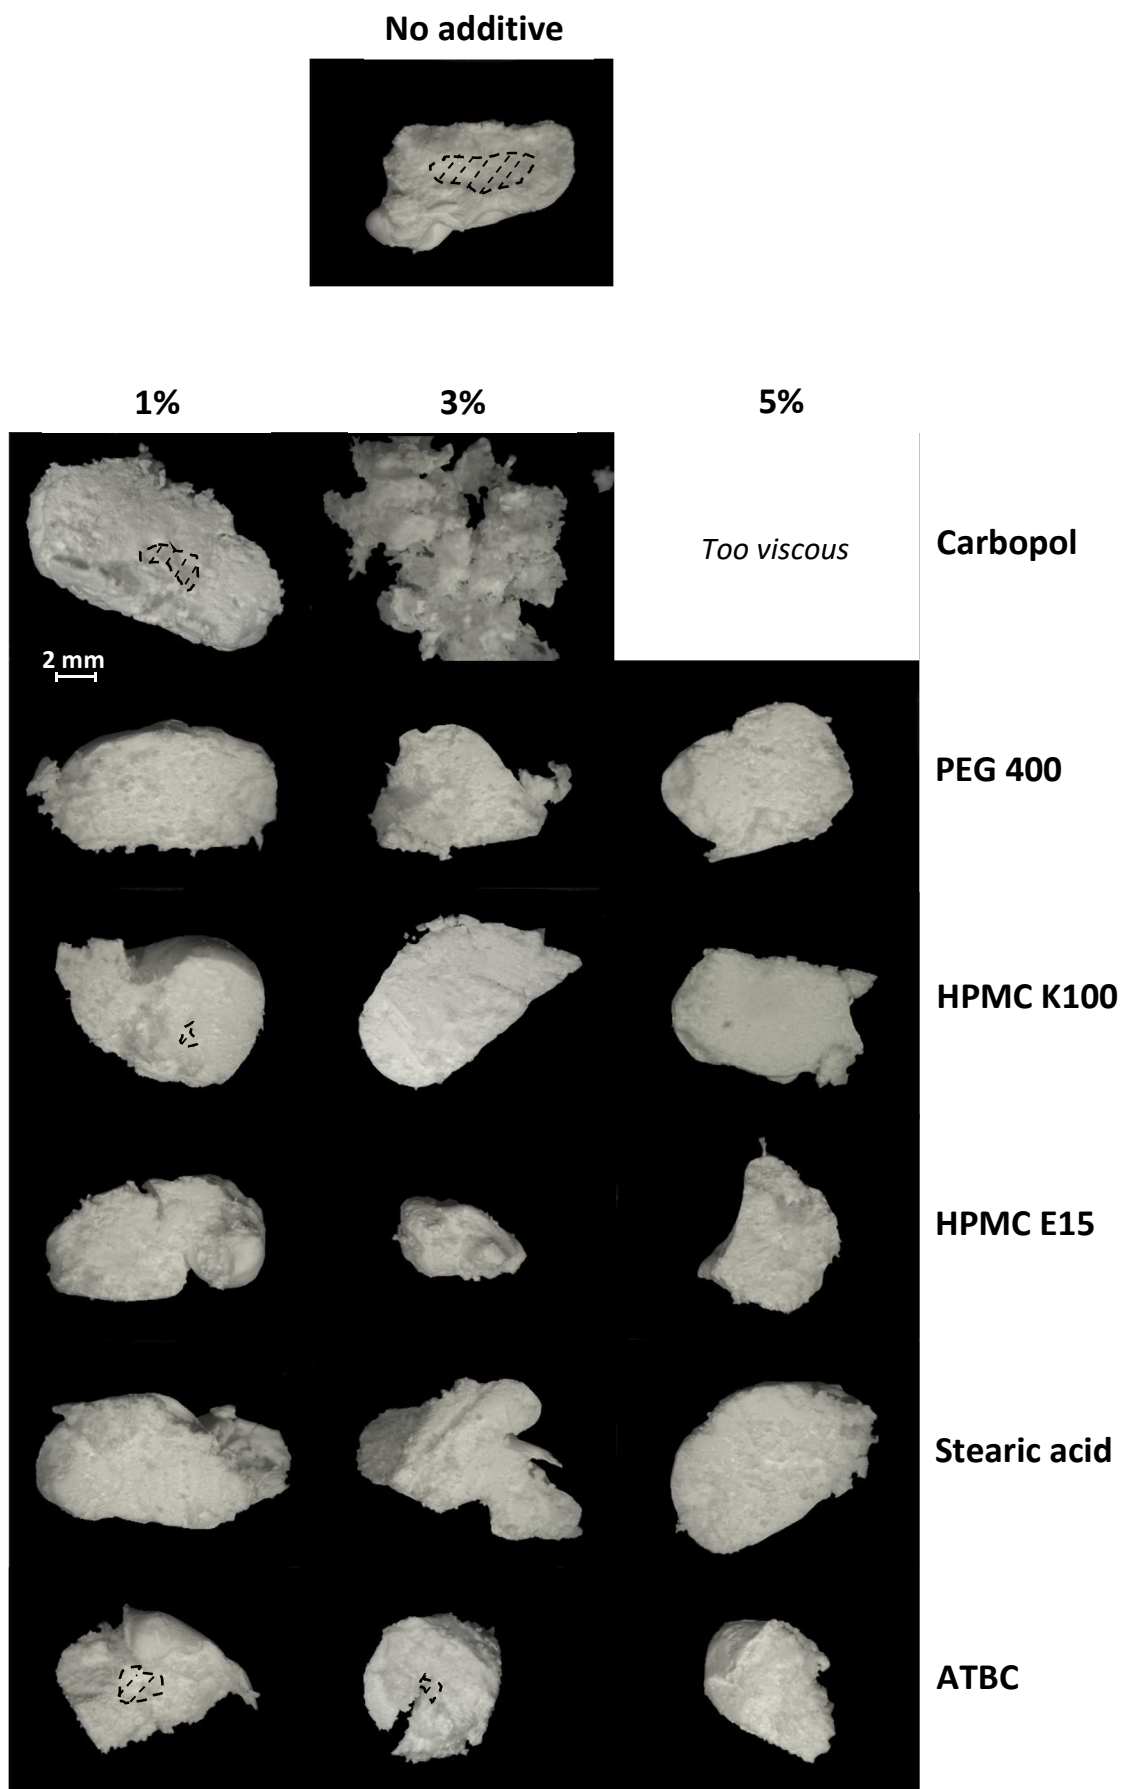 No additive
1%
3%
5%
Too viscous
Carbopol
2 mm
PEG 400
HPMC K100
HPMC E15
Stearic acid
ATBC